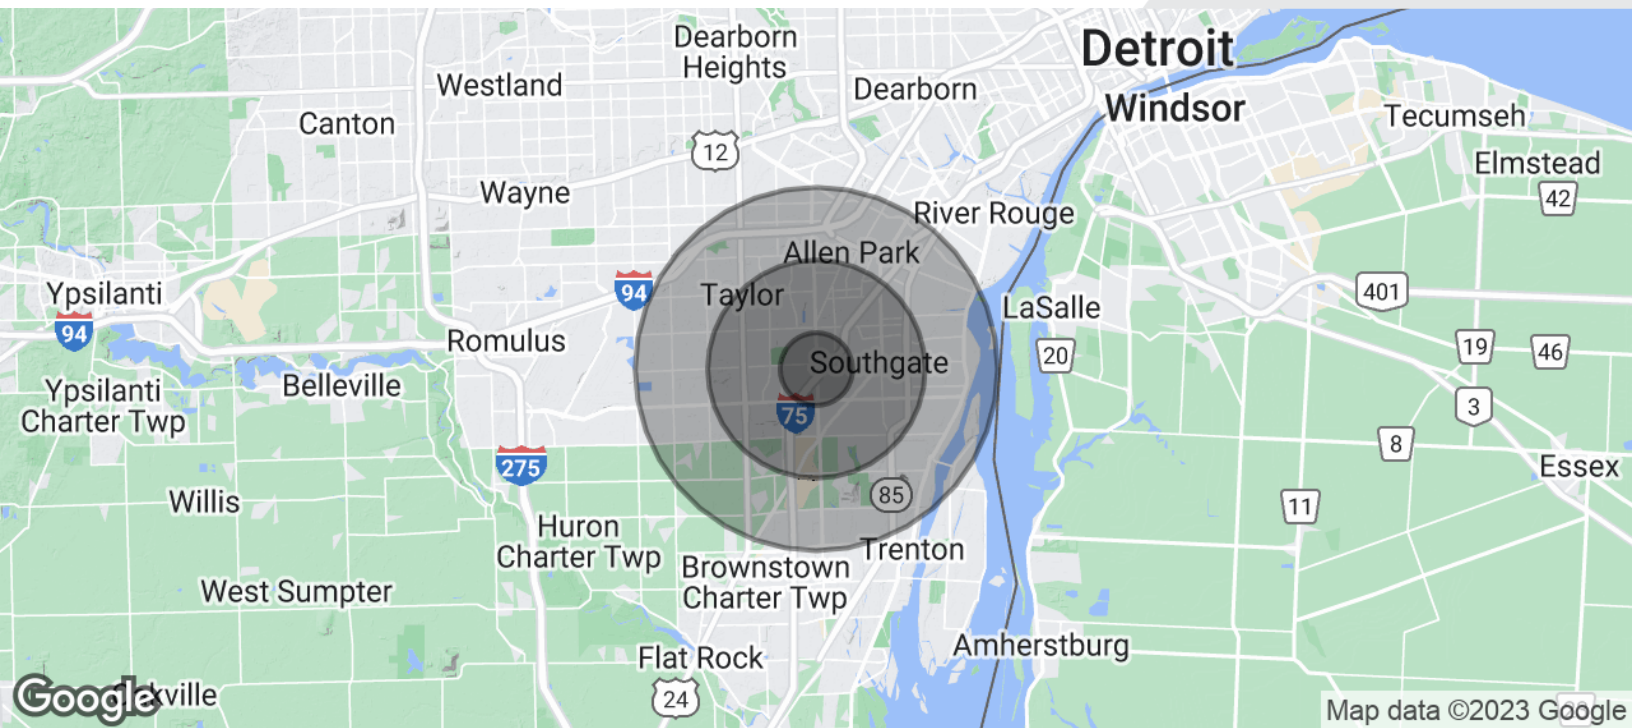 Dearborn
Heights
Detroit
Westland
Dearborn
Windsor
Canton
Tecumseh
12
Elmstead
Wayne
42
River Rouge
Allen Park
Ypsilanti
94
Taylor
401
LaSalle
94
Romulus
Southgate
20
19
46
Belleville
Ypsilanti
Charter Twp
75
3
8
275
Essex
85
Willis
11
Huron
Charter Twp
Trenton
Brownstown
Charter Twp
West Sumpter
Amherstburg
Flat Rock
24
Google
Map data ©2023 Google